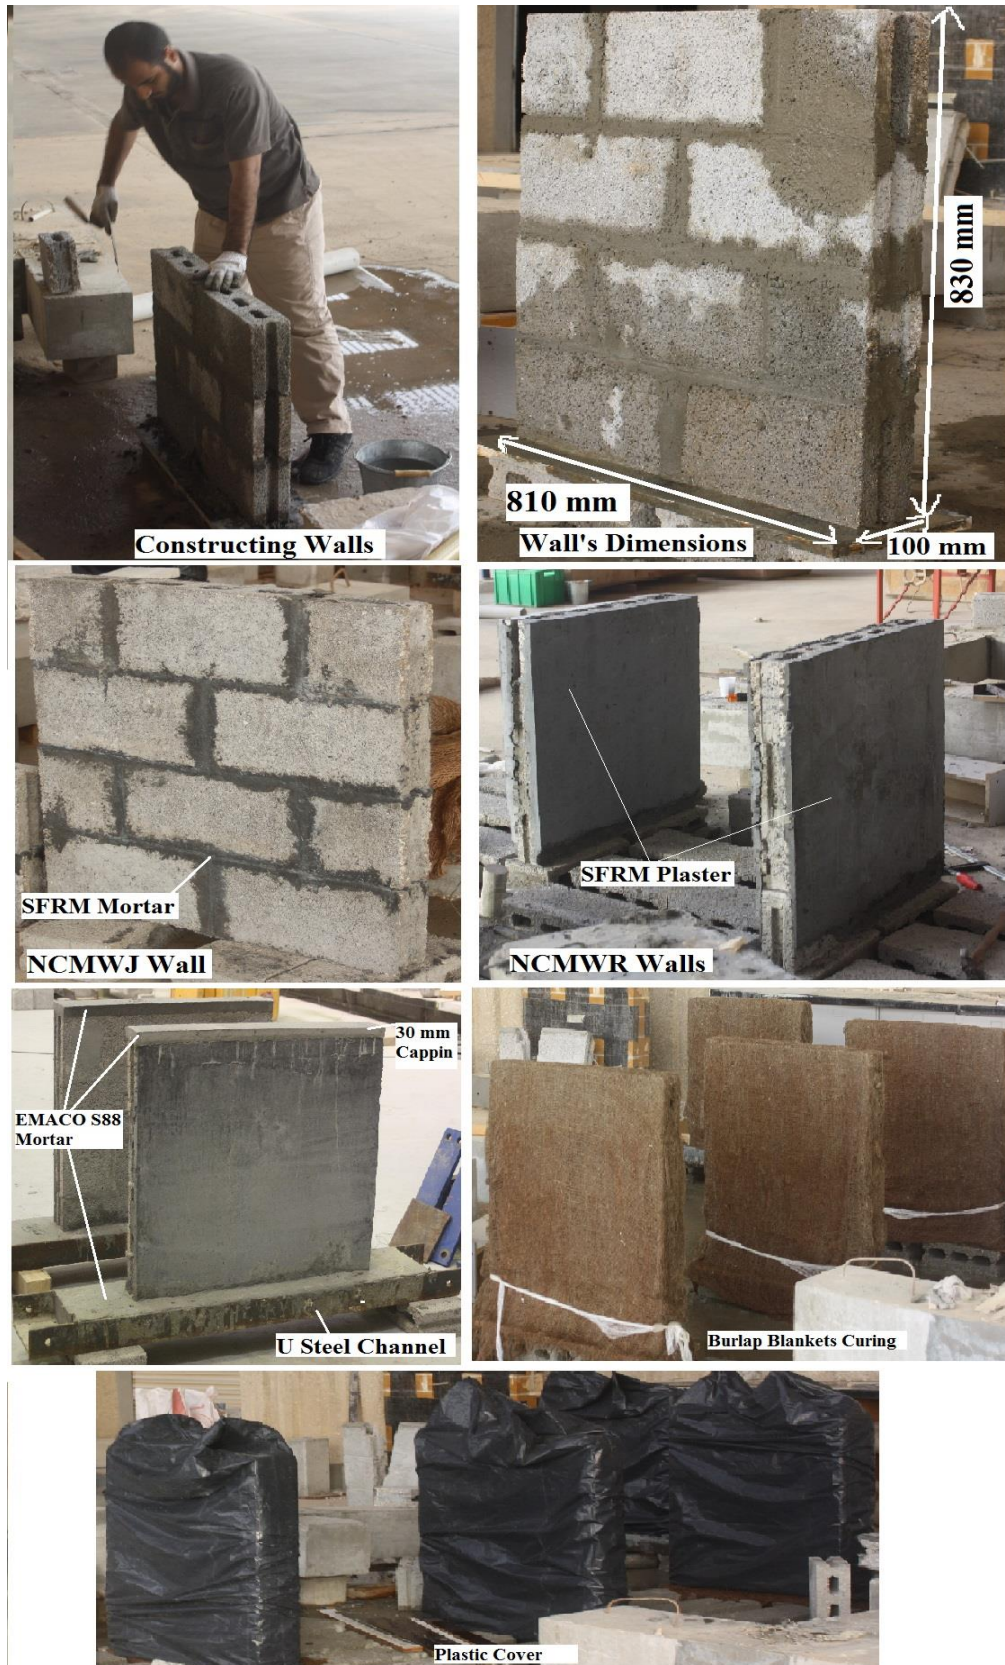 Constructing Walls
830 mm
810 mm
100 mm
Wall's Dimensions
SFRM Mortar
NCMWJ Wall
SFRM Plaster
NCMWR Walls
30 mm
Cappin
EMACO S88
Mortar
U Steel Channel
Burlap Blankets Curing
Plastic Cover